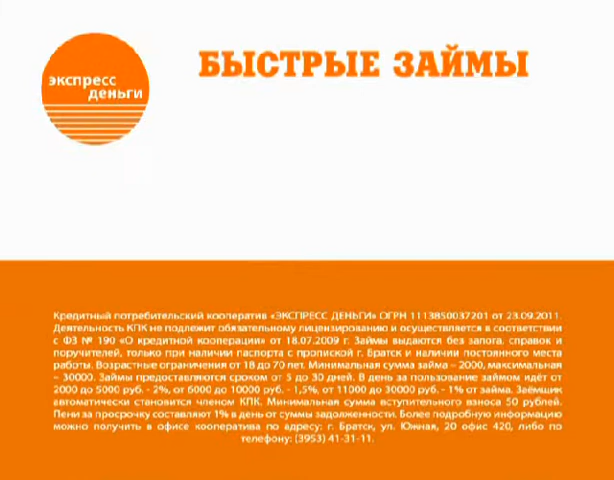 экспресс
деньги
БЫСТРЫЕ ЗАЙМЫ
Кредитный потребительский кооператив «ЭКСПРЕСС ДЕНЬГИ» ОГРН 1113850037201 от 23.09.2011.
Деятельность КПК не подлежит обязательному лицензированию и осуществляется в соответствии
с ФЗ № 190 «О кредитной кооперации» от 18.07.2009 г. Займы выдаются без залога, справок и
поручителей, только при наличии паспорта с пропиской г. Братск и наличии постоянного места
работы. Возрастные ограничения от 18 до 70 лет. Минимальная сумма займа – 2000, максимальная
– 30000. Займы предоставляются сроком от 5 до 30 дней. В день за пользование займом идёт от
2000 до 5000 руб. - 2%, от 6000 до 10000 руб. - 1,5%, от 11000 до 30000 руб. - 1% от займа. Заёмщик
автоматически становится членом КПК. Минимальная сумма вступительного взноса 50 рублей.
Пени за просрочку составляют 1% в день от суммы задолженности. Более подробную информацию
можно получить в офисе кооператива по адресу: г. Братск, ул. Южная, 20 офис 420, либо по
телефону: (3953) 41-31-11.